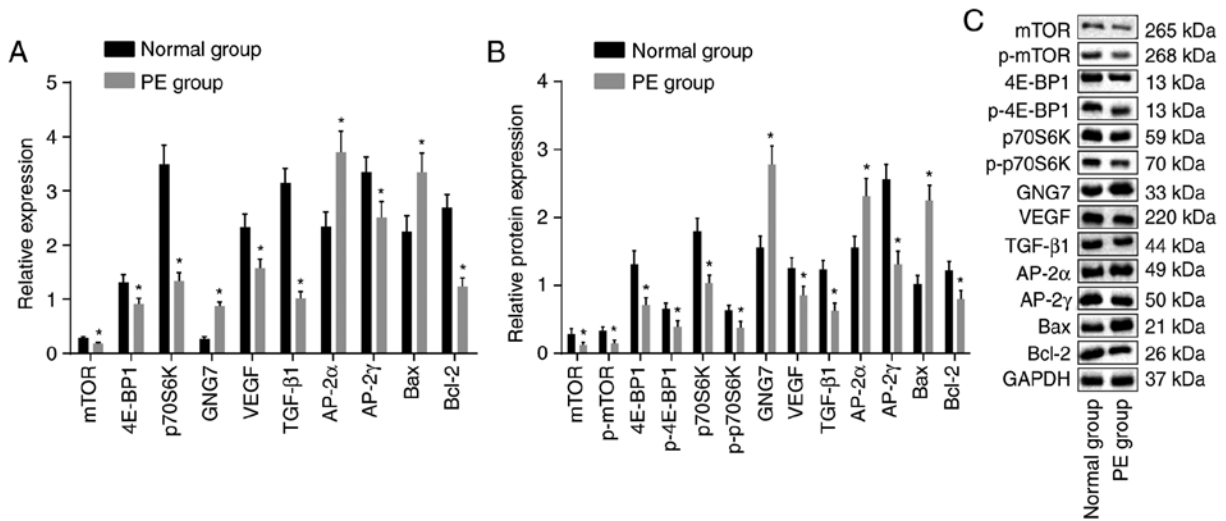 A
Normal group
PE group
Relative expression
5
4
3
2
1
0
* * * * * * * * * *
mTOR
4E-BP1
p70S6K
GNG7
VEGF
TGF-β1
AP-2α
AP-2γ
Bax
Bcl-2
B
Normal group
PE group
Relative protein expression
4
3
2
1
0
* * * * * * * * * * * * *
mTOR
p-mTOR
4E-BP1
p-4E-BP1
p70S6K
p-p70S6K
GNG7
VEGF
TGF-β1
AP-2α
AP-2γ
Bax
Bcl-2
C
mTOR 265 kDa
p-mTOR 268 kDa
4E-BP1 13 kDa
p-4E-BP1 13 kDa
p70S6K 59 kDa
p-p70S6K 70 kDa
GNG7 33 kDa
VEGF 220 kDa
TGF-β1 44 kDa
AP-2α 49 kDa
AP-2γ 50 kDa
Bax 21 kDa
Bcl-2 26 kDa
GAPDH 37 kDa
Normal group
PE group